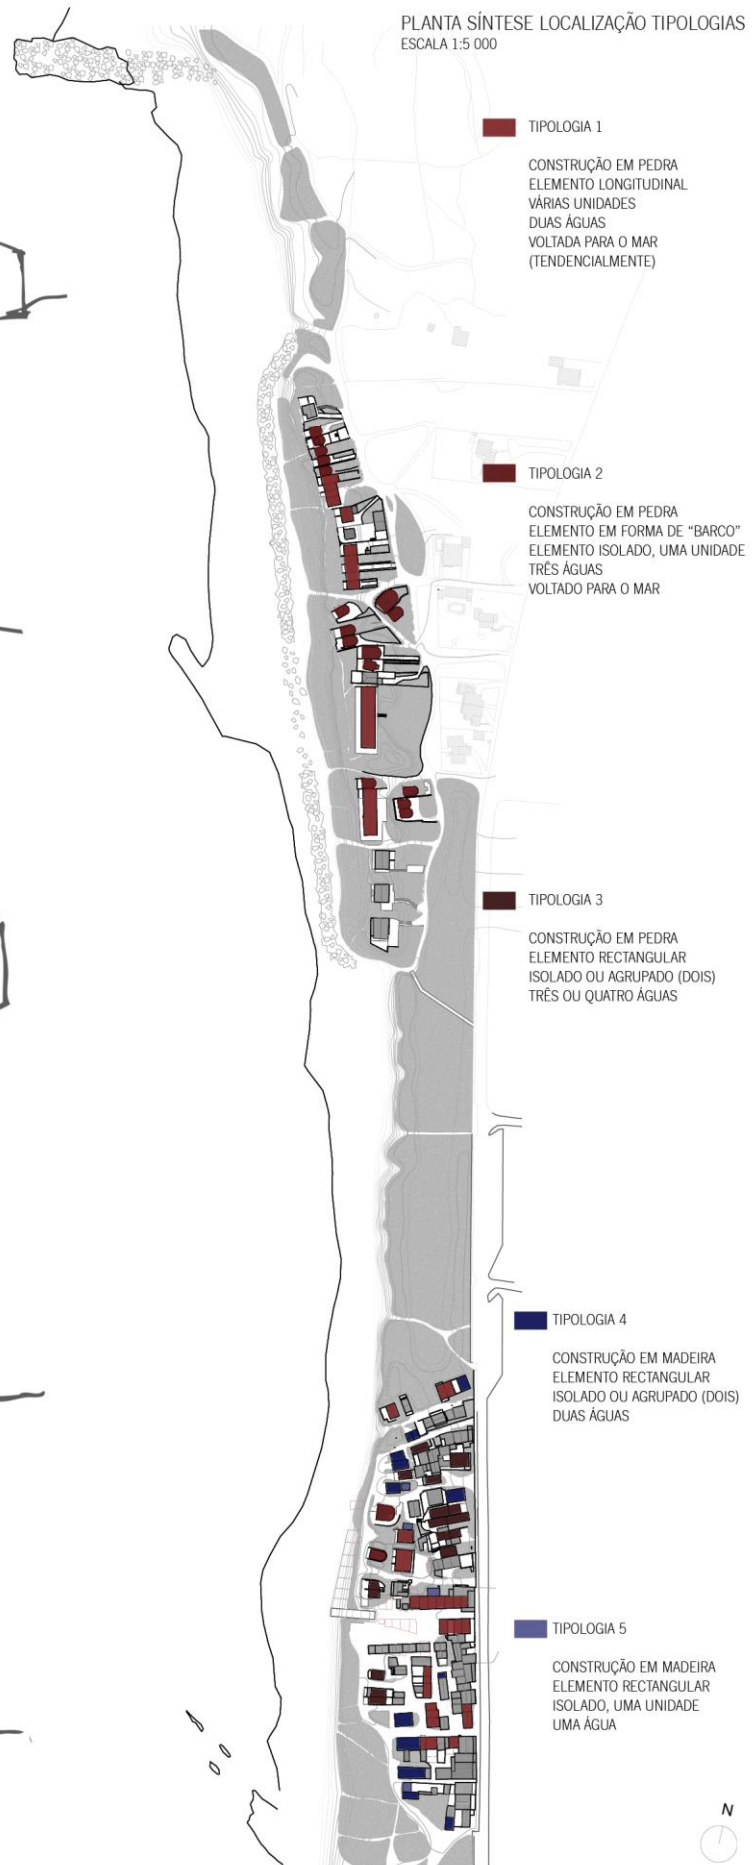 PLANTA SÍNTESE LOCALIZAÇÃO TIPOLOGIAS
ESCALA 1:5 000
TIPOLOGIA 1
CONSTRUÇÃO EM PEDRA
ELEMENTO LONGITUDINAL
VÁRIAS UNIDADES
DUAS ÁGUAS
VOLTADA PARA O MAR
(TENDENCIALMENTE)
TIPOLOGIA 2
CONSTRUÇÃO EM PEDRA
ELEMENTO EM FORMA DE “BARCO”
ELEMENTO ISOLADO, UMA UNIDADE
TRÊS ÁGUAS
VOLTADO PARA O MAR
TIPOLOGIA 3
CONSTRUÇÃO EM PEDRA
ELEMENTO RECTANGULAR
ISOLADO OU AGRUPADO (DOIS)
TRÊS OU QUATRO ÁGUAS
TIPOLOGIA 4
CONSTRUÇÃO EM MADEIRA
ELEMENTO RECTANGULAR
ISOLADO OU AGRUPADO (DOIS)
DUAS ÁGUAS
TIPOLOGIA 5
CONSTRUÇÃO EM MADEIRA
ELEMENTO RECTANGULAR
ISOLADO, UMA UNIDADE
UMA ÁGUA
N